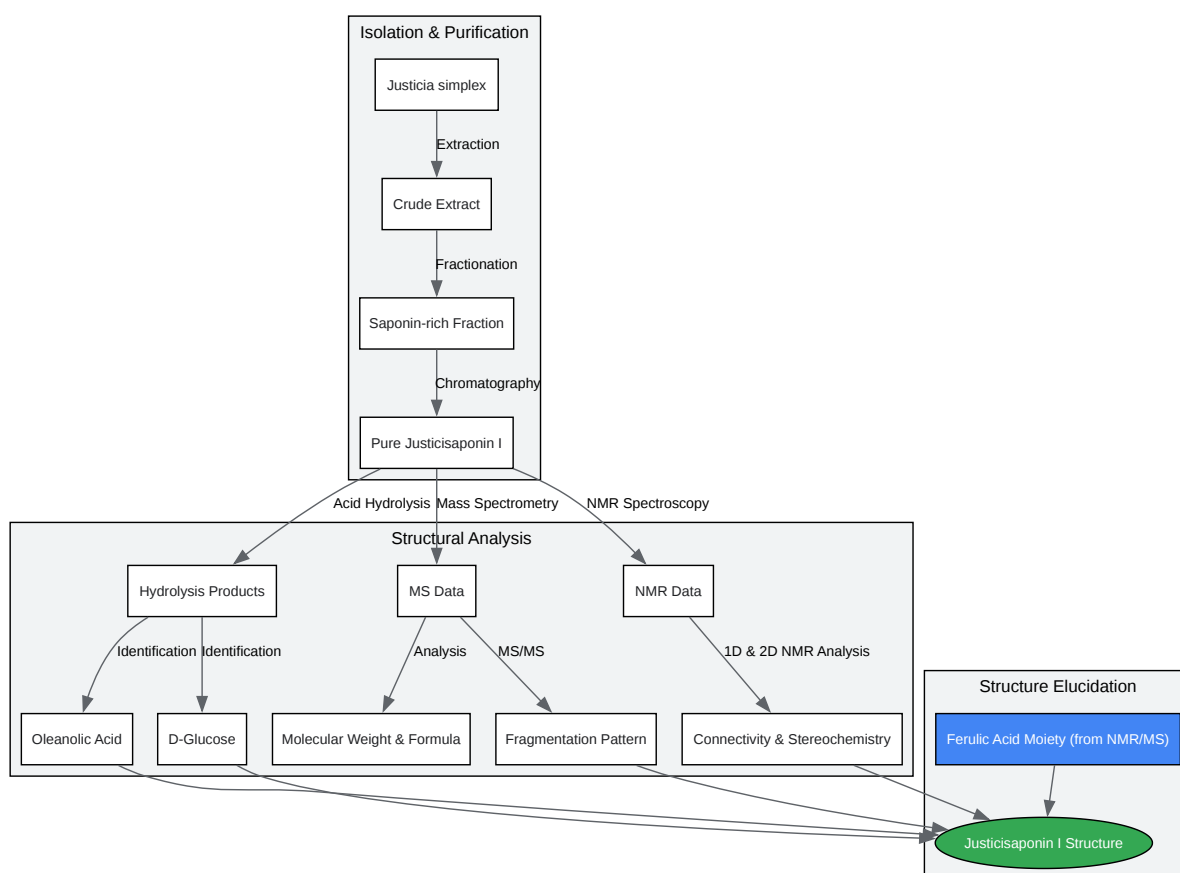 Isolation & Purification
Justicia simplex
Extraction
Crude Extract
Fractionation
Saponin-rich Fraction
Chromatography
Pure Justicisaponin I
Acid Hydrolysis
Mass Spectrometry
NMR Spectroscopy
Structural Analysis
Hydrolysis Products
MS Data
NMR Data
Identification
Identification
Analysis
MS/MS
1D & 2D NMR Analysis
Structure Elucidation
Oleanolic Acid
D-Glucose
Molecular Weight & Formula
Fragmentation Pattern
Connectivity & Stereochemistry
Ferulic Acid Moiety (from NMR/MS)
Justicisaponin I Structure